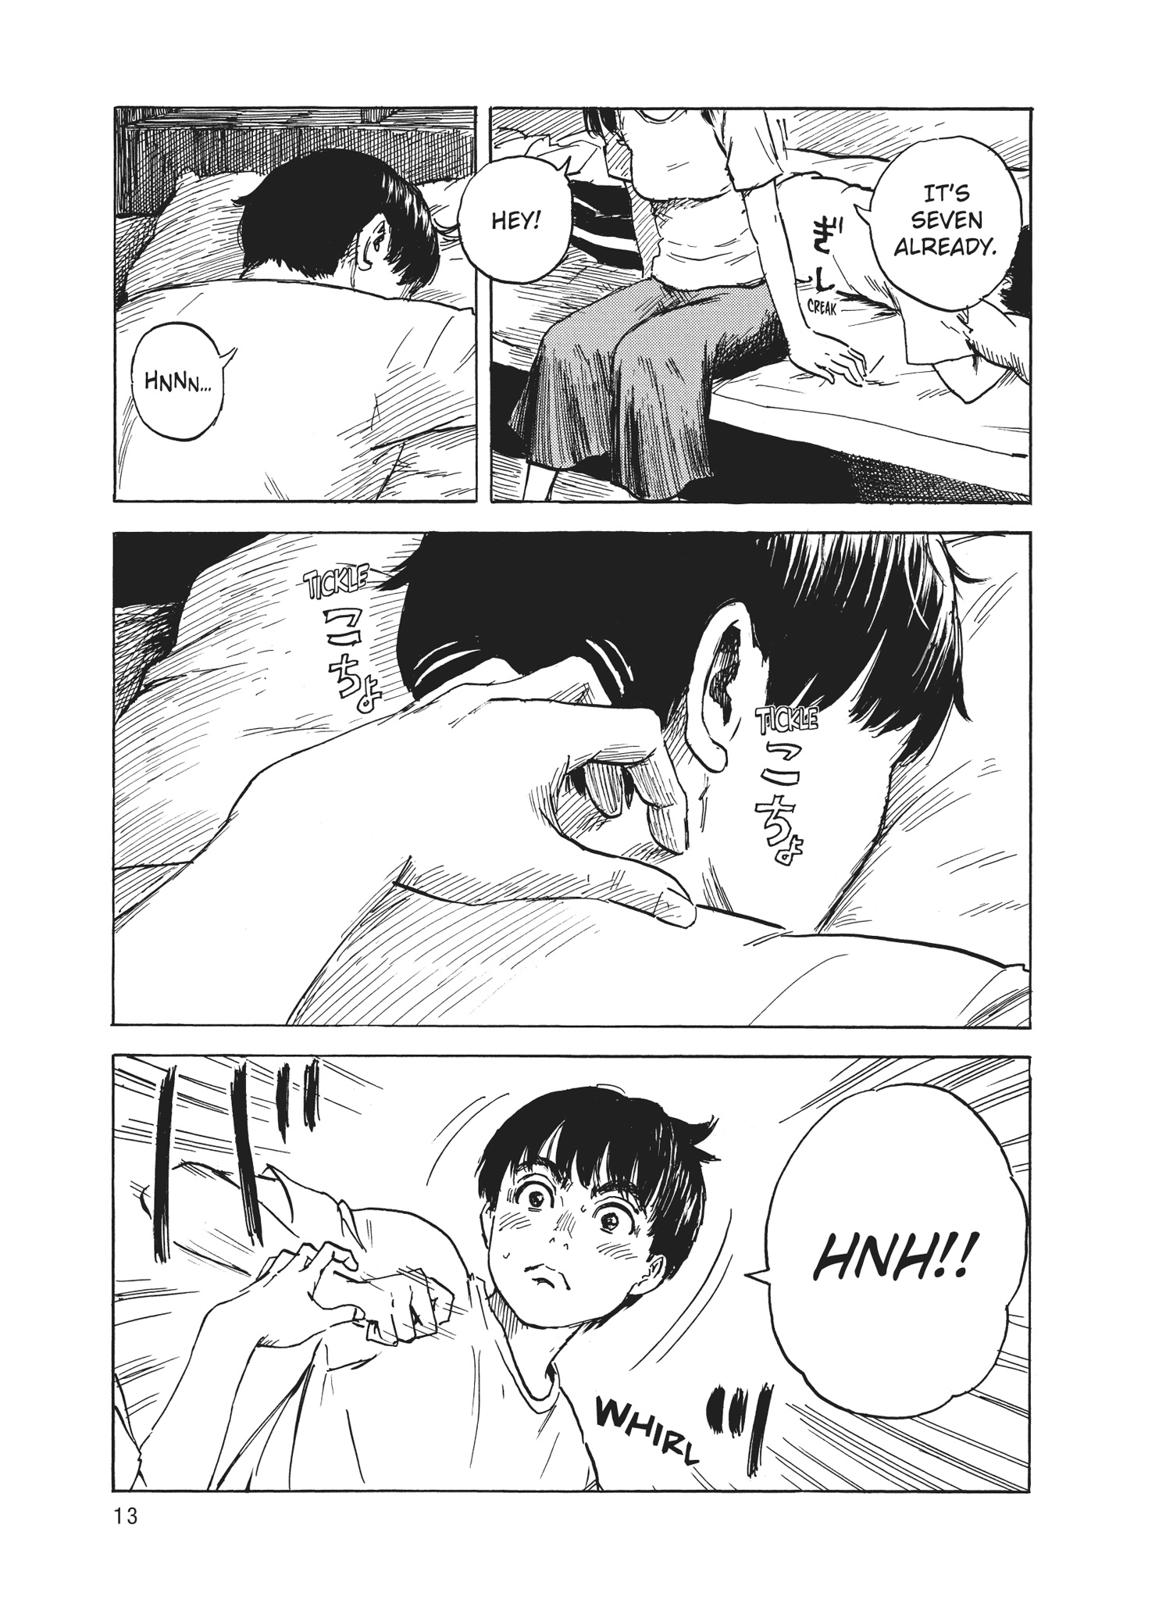 IT'S
SEVEN
ALREADY.
ぎ
し
CREAK
HEY!
HNNN...
TICKLE
こ
ちょ
TICKLE
こ
ちょ
HNH!!
WHIRL
13